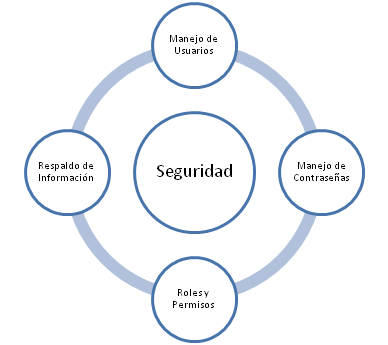 Manejo de
Usuarios
Respaldo de
Información
Seguridad
Manejo de
Contraseñas
Roles y
Permisos